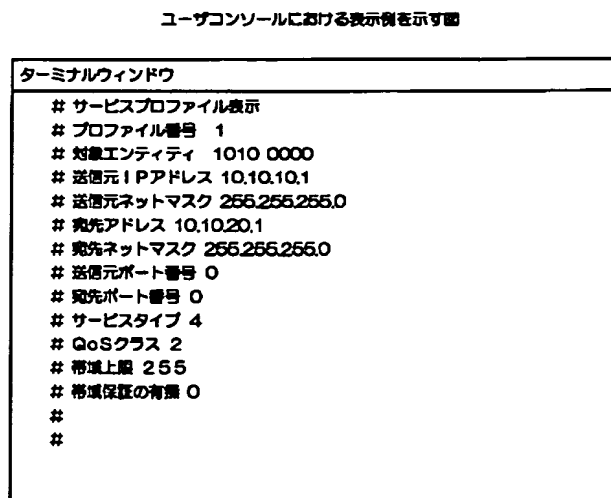 ユーザコンソールにおける表示例を示す図
ターミナルウィンドウ
# サービスプロファイル表示
# プロファイル番号 1
# 対象エンティティ 1010 0000
# 送信元IPアドレス 10.10.10.1
# 送信元ネットマスク 255.255.255.0
# 宛先アドレス 10.10.20.1
# 宛先ネットマスク 255.255.255.0
# 送信元ポート番号 0
# 宛先ポート番号 0
# サービスタイプ 4
# QoSクラス 2
# 帯域上限 255
# 帯域保証の有無 0
#
#